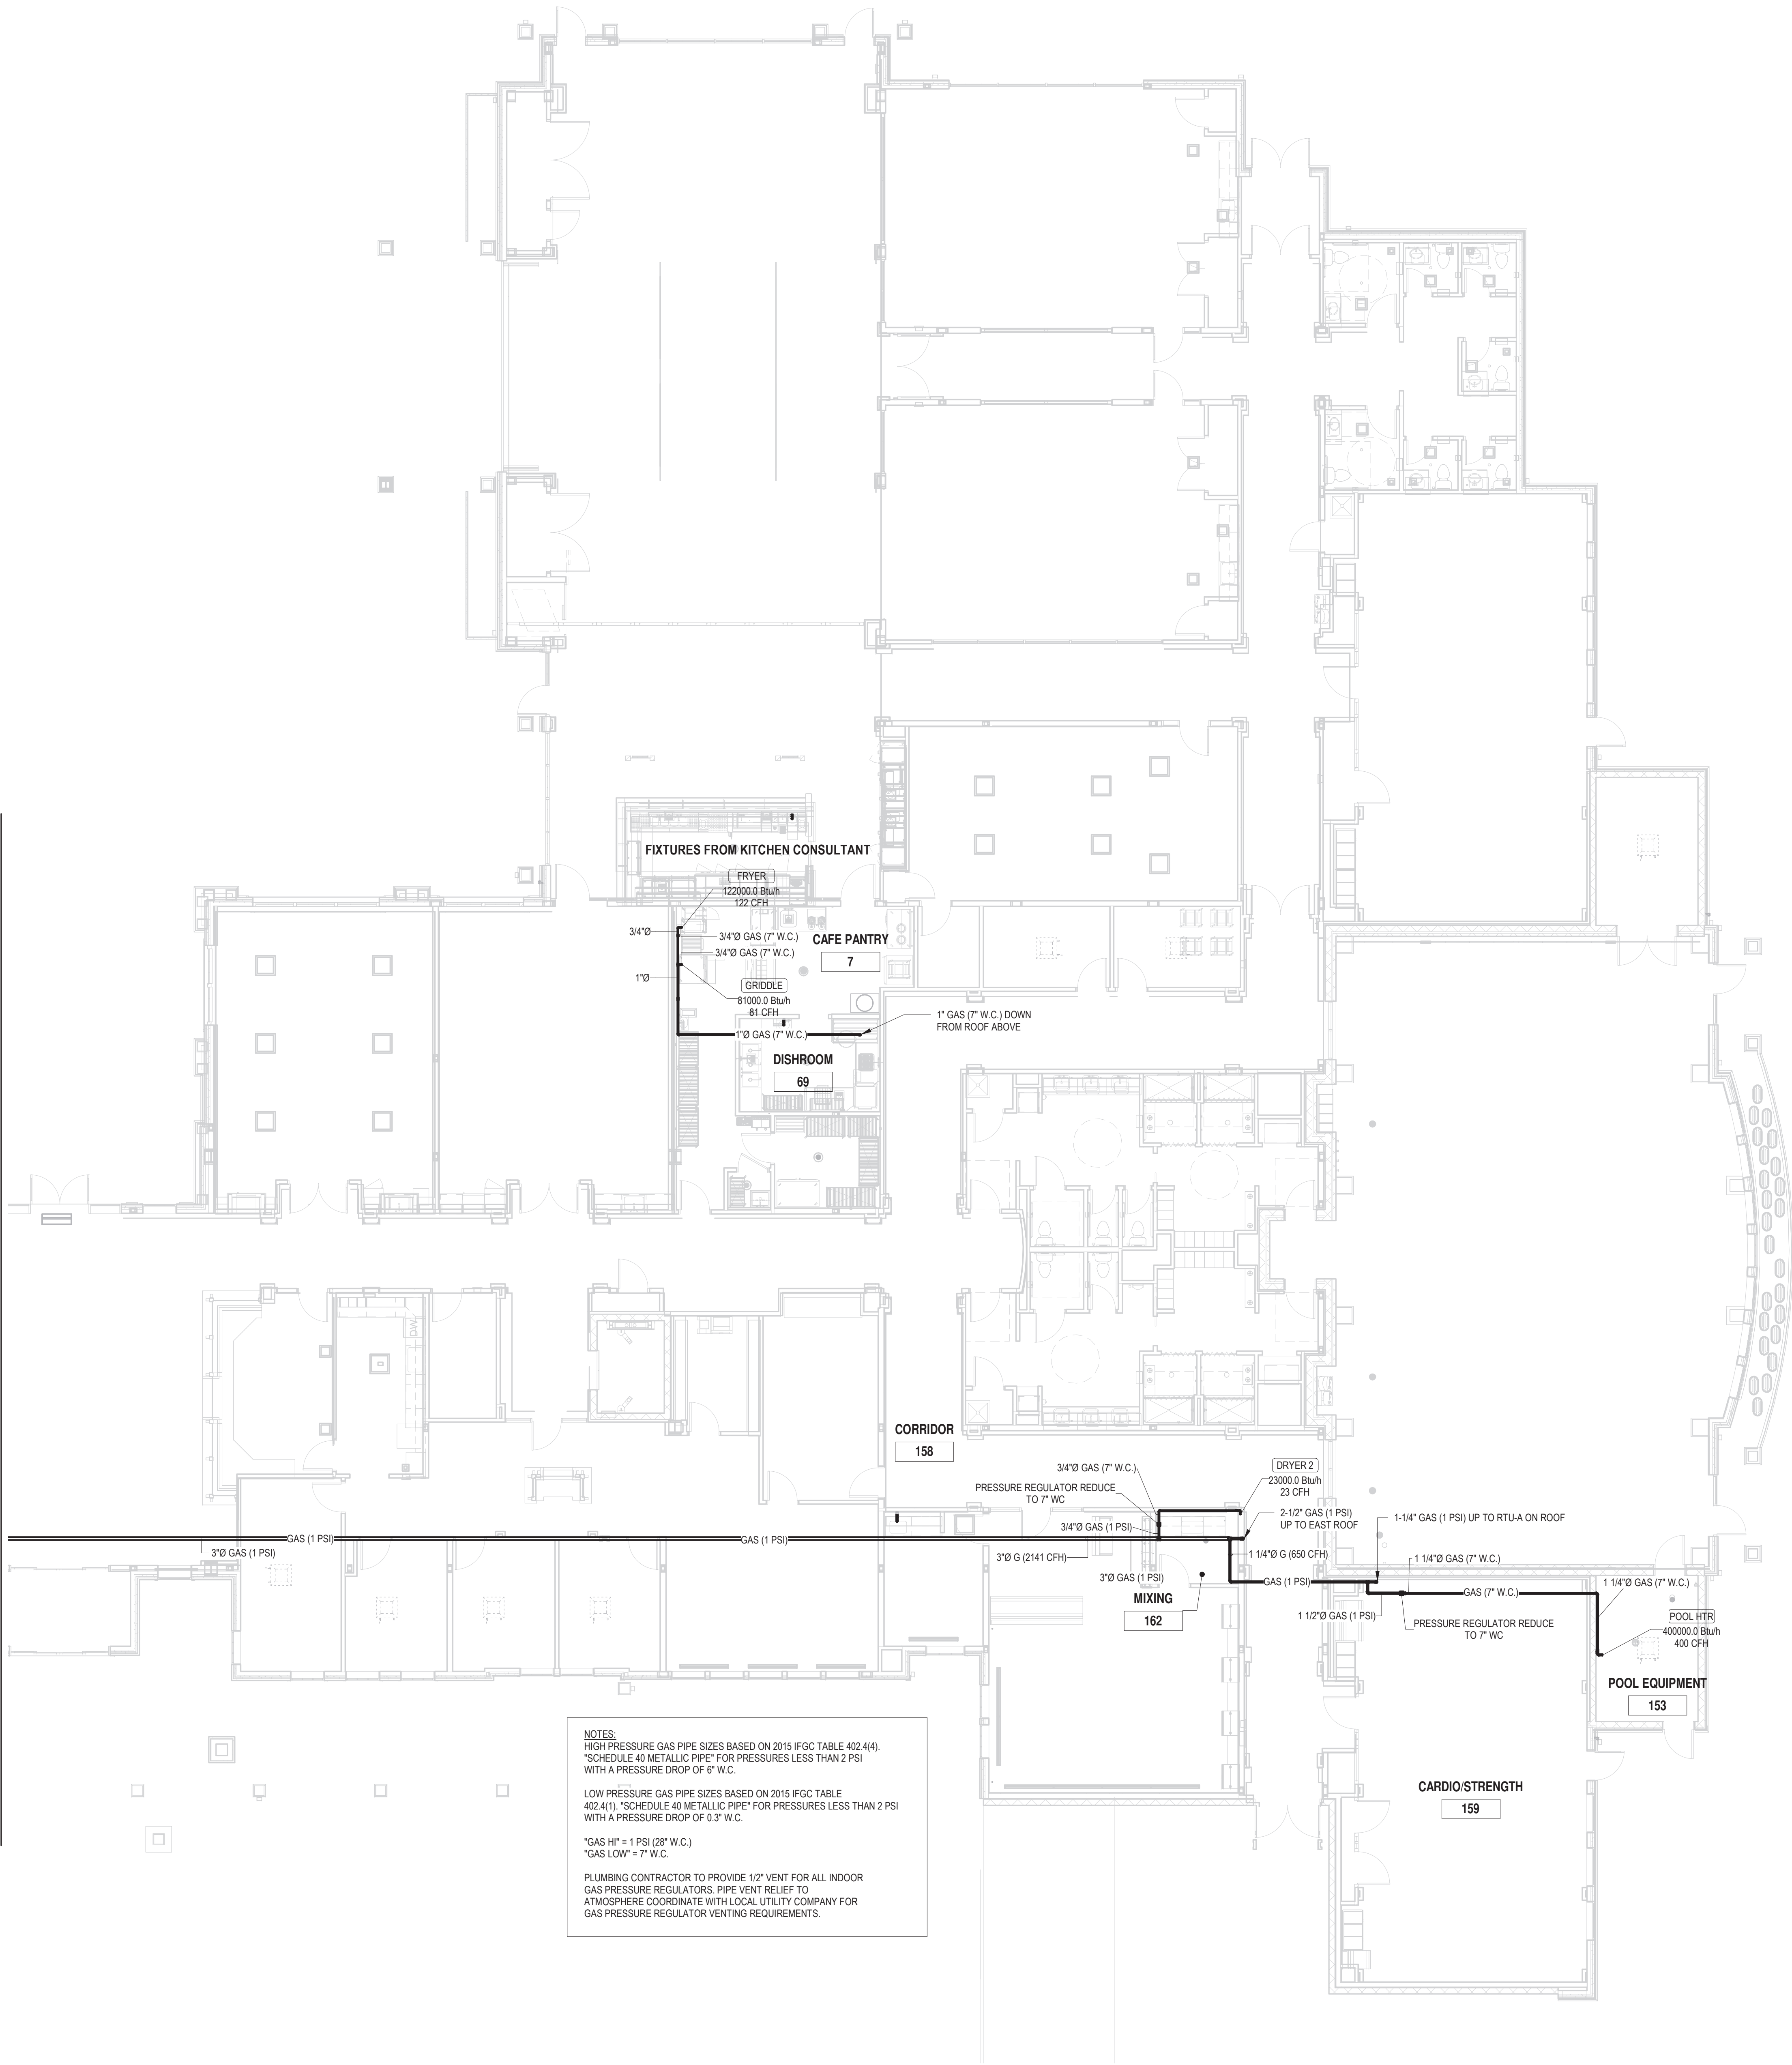 FIXTURES FROM KITCHEN CONSULTANT
FRYER
122000.0 Btu/h
122 CFH
3/4"Ø
3/4"Ø GAS (7" W.C.)
3/4"Ø GAS (7" W.C.)
CAFE PANTRY
7
1"Ø
GRIDDLE
81000.0 Btu/h
81 CFH
1" GAS (7" W.C.) DOWN
FROM ROOF ABOVE
1"Ø GAS (7" W.C.)
DISHROOM
69
DW
CORRIDOR
158
3/4"Ø GAS (7" W.C.)
PRESSURE REGULATOR REDUCE
TO 7" WC
DRYER 2
23000.0 Btu/h
23 CFH
2-1/2" GAS (1 PSI)
UP TO EAST ROOF
1-1/4" GAS (1 PSI) UP TO RTU-A ON ROOF
3/4"Ø GAS (1 PSI)
GAS (1 PSI)
GAS (1 PSI)
3"Ø GAS (1 PSI)
3"Ø G (2141 CFH)
1 1/4"Ø G (650 CFH)
3"Ø GAS (1 PSI)
GAS (1 PSI)
1 1/4"Ø GAS (7" W.C.)
GAS (7" W.C.)
1 1/4"Ø GAS (7" W.C.)
MIXING
162
1 1/2"Ø GAS (1 PSI)
PRESSURE REGULATOR REDUCE
TO 7" WC
POOL HTR
400000.0 Btu/h
400 CFH
POOL EQUIPMENT
153
CARDIO/STRENGTH
159
NOTES:
HIGH PRESSURE GAS PIPE SIZES BASED ON 2015 IFGC TABLE 402.4(4).
"SCHEDULE 40 METALLIC PIPE" FOR PRESSURES LESS THAN 2 PSI
WITH A PRESSURE DROP OF 6" W.C.
LOW PRESSURE GAS PIPE SIZES BASED ON 2015 IFGC TABLE
402.4(1). "SCHEDULE 40 METALLIC PIPE" FOR PRESSURES LESS THAN 2 PSI
WITH A PRESSURE DROP OF 0.3" W.C.
"GAS HI" = 1 PSI (28" W.C.)
"GAS LOW" = 7" W.C.
PLUMBING CONTRACTOR TO PROVIDE 1/2" VENT FOR ALL INDOOR
GAS PRESSURE REGULATORS. PIPE VENT RELIEF TO
ATMOSPHERE COORDINATE WITH LOCAL UTILITY COMPANY FOR
GAS PRESSURE REGULATOR VENTING REQUIREMENTS.